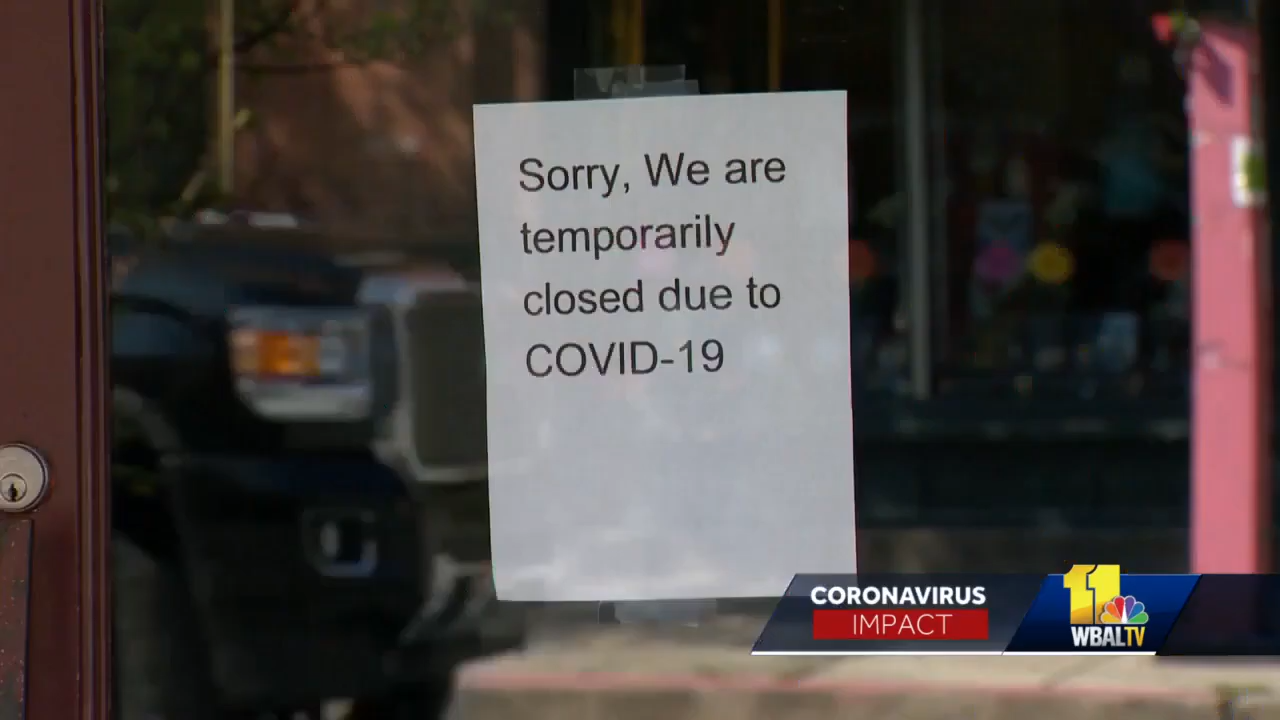 Sorry, We are
temporarily
closed due to
COVID-19
CORONAVIRUS
IMPACT
11
WBALTV